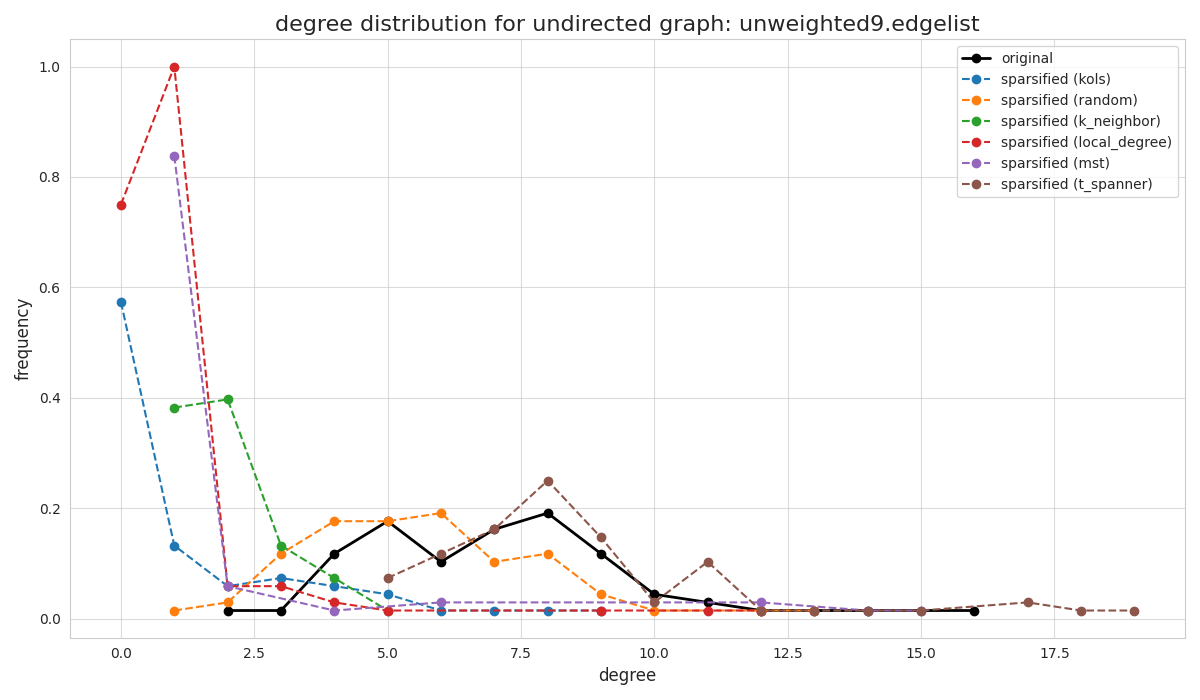 degree distribution for undirected graph: unweighted9.edgelist
original
sparsified (kols)
sparsified (random)
sparsified (k_neighbor)
sparsified (local_degree)
sparsified (mst)
sparsified (t_spanner)
frequency
1.0
0.8
0.6
0.4
0.2
0.0
0.0 2.5 5.0 7.5 10.0 12.5 15.0 17.5
degree